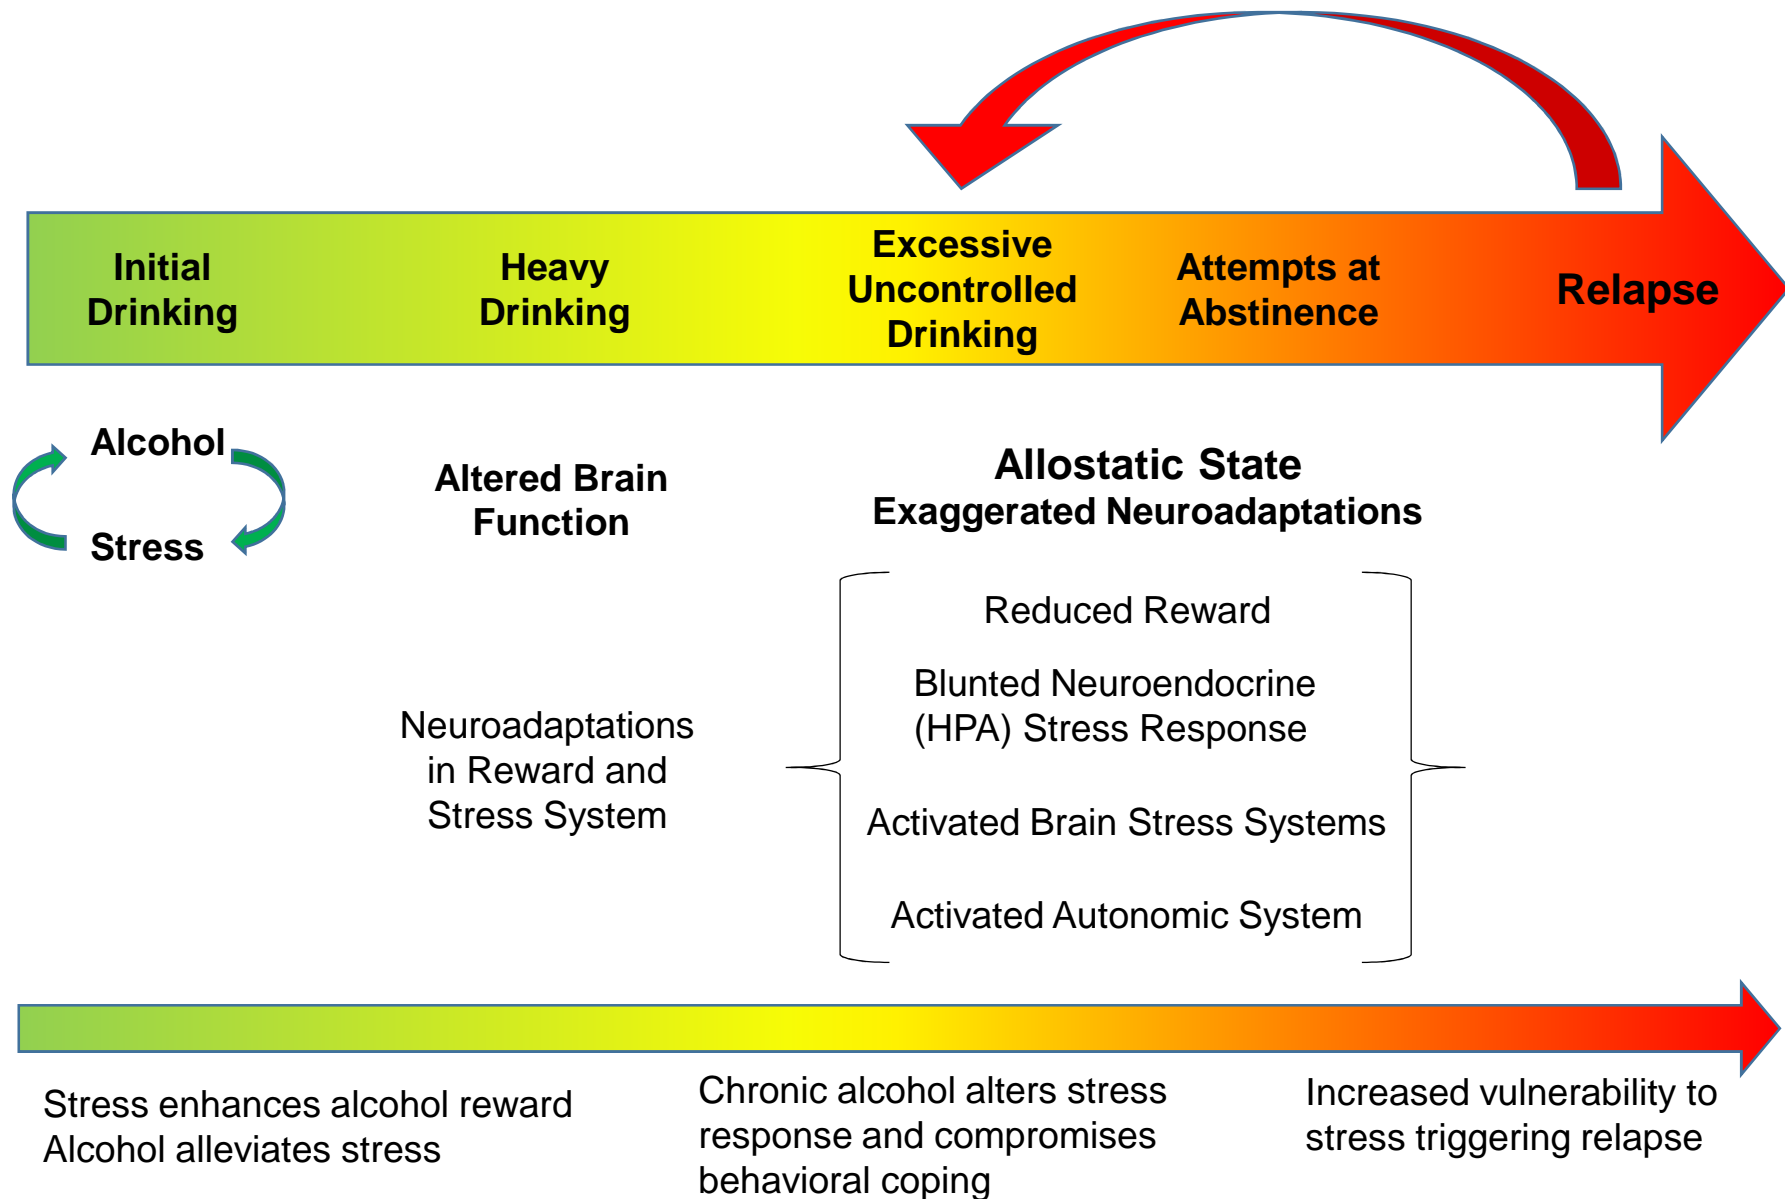 Initial
Drinking
Heavy
Drinking
Excessive
Uncontrolled
Drinking
Attempts at
Abstinence
Relapse
Alcohol
Stress
Altered Brain
Function
Allostatic State
Exaggerated Neuroadaptations
Neuroadaptations
in Reward and
Stress System
Reduced Reward
Blunted Neuroendocrine
(HPA) Stress Response
Activated Brain Stress Systems
Activated Autonomic System
Stress enhances alcohol reward
Alcohol alleviates stress
Chronic alcohol alters stress
response and compromises
behavioral coping
Increased vulnerability to
stress triggering relapse